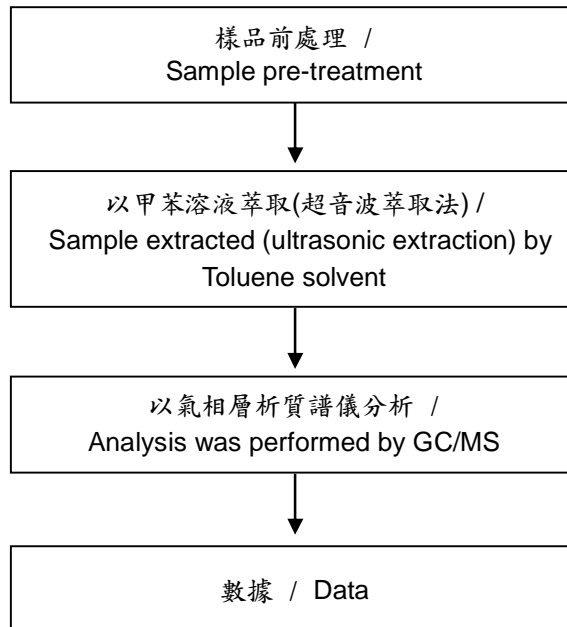 樣品前處理 /
Sample pre-treatment
以甲苯溶液萃取(超音波萃取法) /
Sample extracted (ultrasonic extraction) by
Toluene solvent
以氣相層析質譜儀分析 /
Analysis was performed by GC/MS
數據 / Data